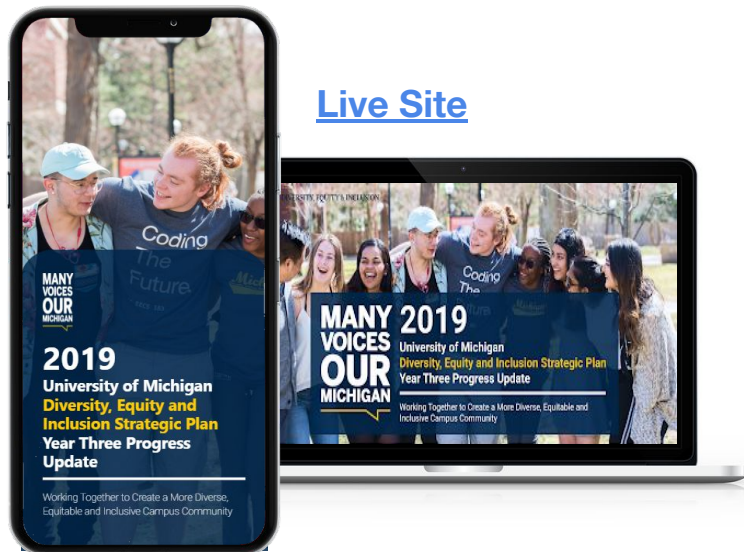 Live Site
Coding
The
Future
MANY
VOICES
OUR
MICHIGAN
2019
University of Michigan
Diversity, Equity and
Inclusion Strategic Plan
Year Three Progress
Update
Working Together to Create a More Diverse,
Equitable and Inclusive Campus Community
DIVERSITY, EQUITY & INCLUSION
Coding
The
MANY
VOICES
OUR
MICHIGAN
2019
University of Michigan
Diversity, Equity and Inclusion Strategic Plan
Year Three Progress Update
Working Together to Create a More Diverse, Equitable and
Inclusive Campus Community